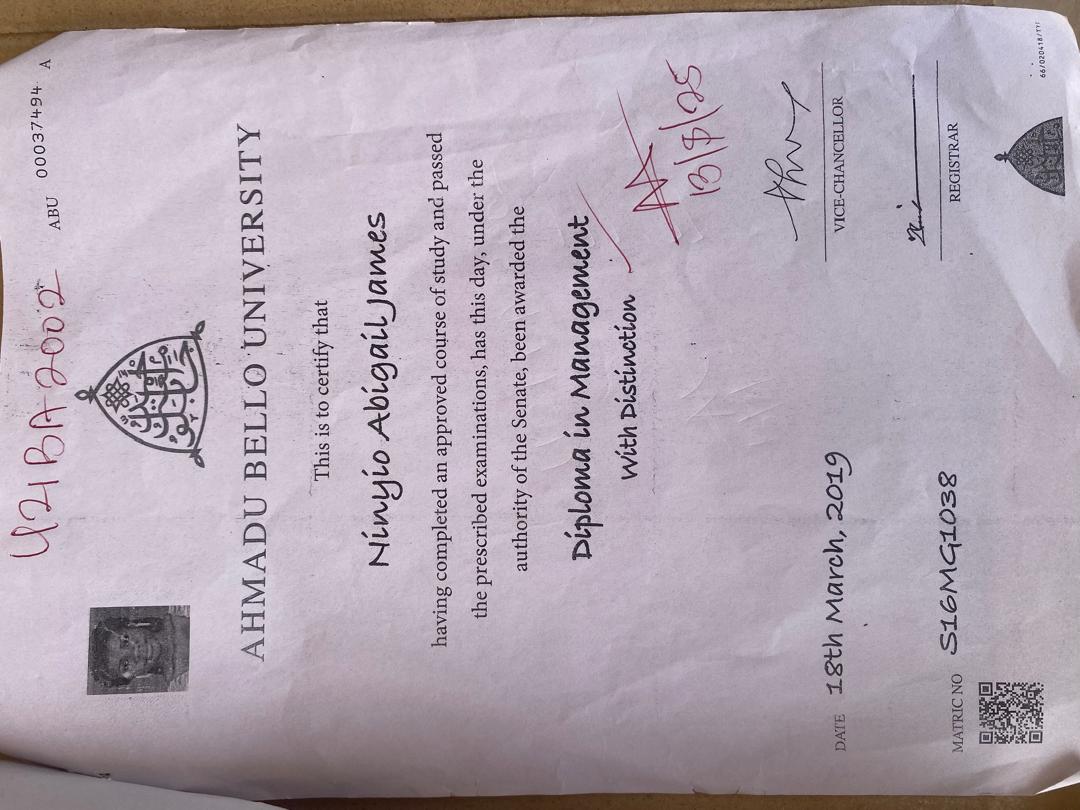 U21BA2002
ABU 00037494 A
AHMADU BELLO UNIVERSITY
This is to certify that
Ninyio Abigail James
having completed an approved course of study and passed
the prescribed examinations, has this day, under the
authority of the Senate, been awarded the
Diploma in Management
With Distinction
13/8/25
DATE 18th March, 2019
VICE-CHANCELLOR
MATRIC NO S16MG1038
REGISTRAR